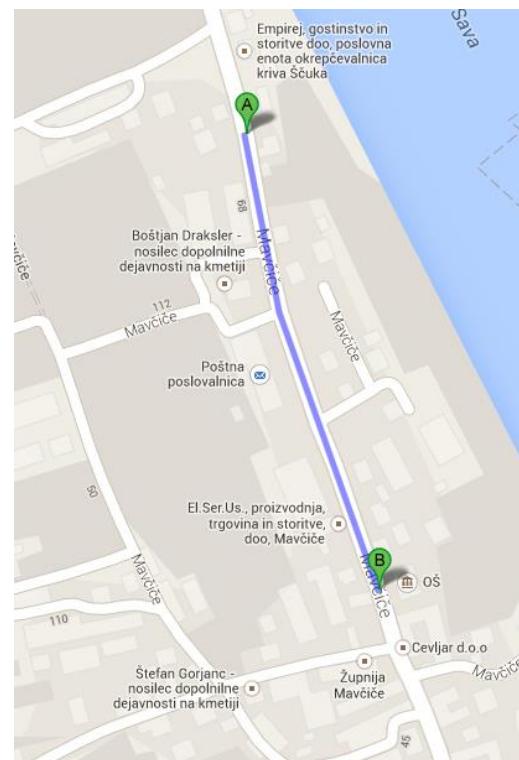 Empirej, gostinstvo in
storitve doo, poslovna
enota okrepčevalnica
kriva Ščuka
Sava
A
68
Mavčiče
Boštjan Draksler -
nosilec dopolnilne
dejavnosti na kmetiji
112
Mavčiče
Mavčiče
Poštna
poslovalnica
50
El.Ser.Us., proizvodnja,
trgovina in storitve,
doo, Mavčiče
B
Mavčiče
OŠ
Mavčiče
110
Cevljar d.o.o
Župnija
Mavčiče
Mavčiče
Štefan Gorjanc -
nosilec dopolnilne
dejavnosti na kmetiji
45